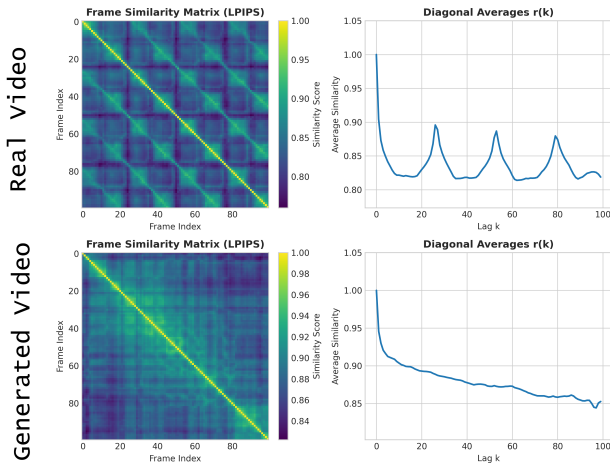 Real Video
Frame Similarity Matrix (LPIPS)
0
20
40
60
80
0 20 40 60 80
Frame Index
Frame Index
1.00
0.95
0.90
0.85
0.80
Similarity Score
Diagonal Averages r(k)
1.05
1.00
0.95
0.90
0.85
0.80
0 20 40 60 80 100
Average Similarity
Lag k
Generated Video
Frame Similarity Matrix (LPIPS)
0
20
40
60
80
0 20 40 60 80
Frame Index
Frame Index
1.00
0.98
0.96
0.94
0.92
0.90
0.88
0.86
0.84
Similarity Score
Diagonal Averages r(k)
1.05
1.00
0.95
0.90
0.85
0 20 40 60 80 100
Average Similarity
Lag k